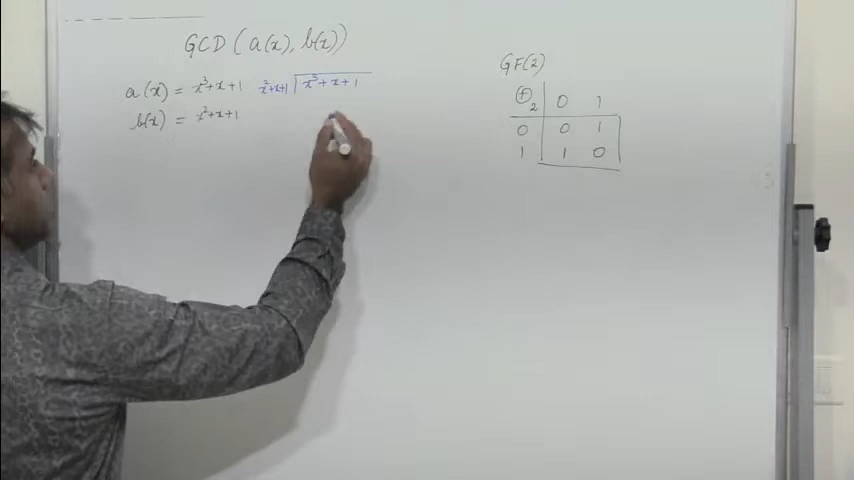 GCD (a(x), b(x))
a(x) = x³+x+1
b(x) = x²+x+1
x²+x+1 x³+x+1
GF(2)
⊕₂ 0 1
0 0 1
1 1 0